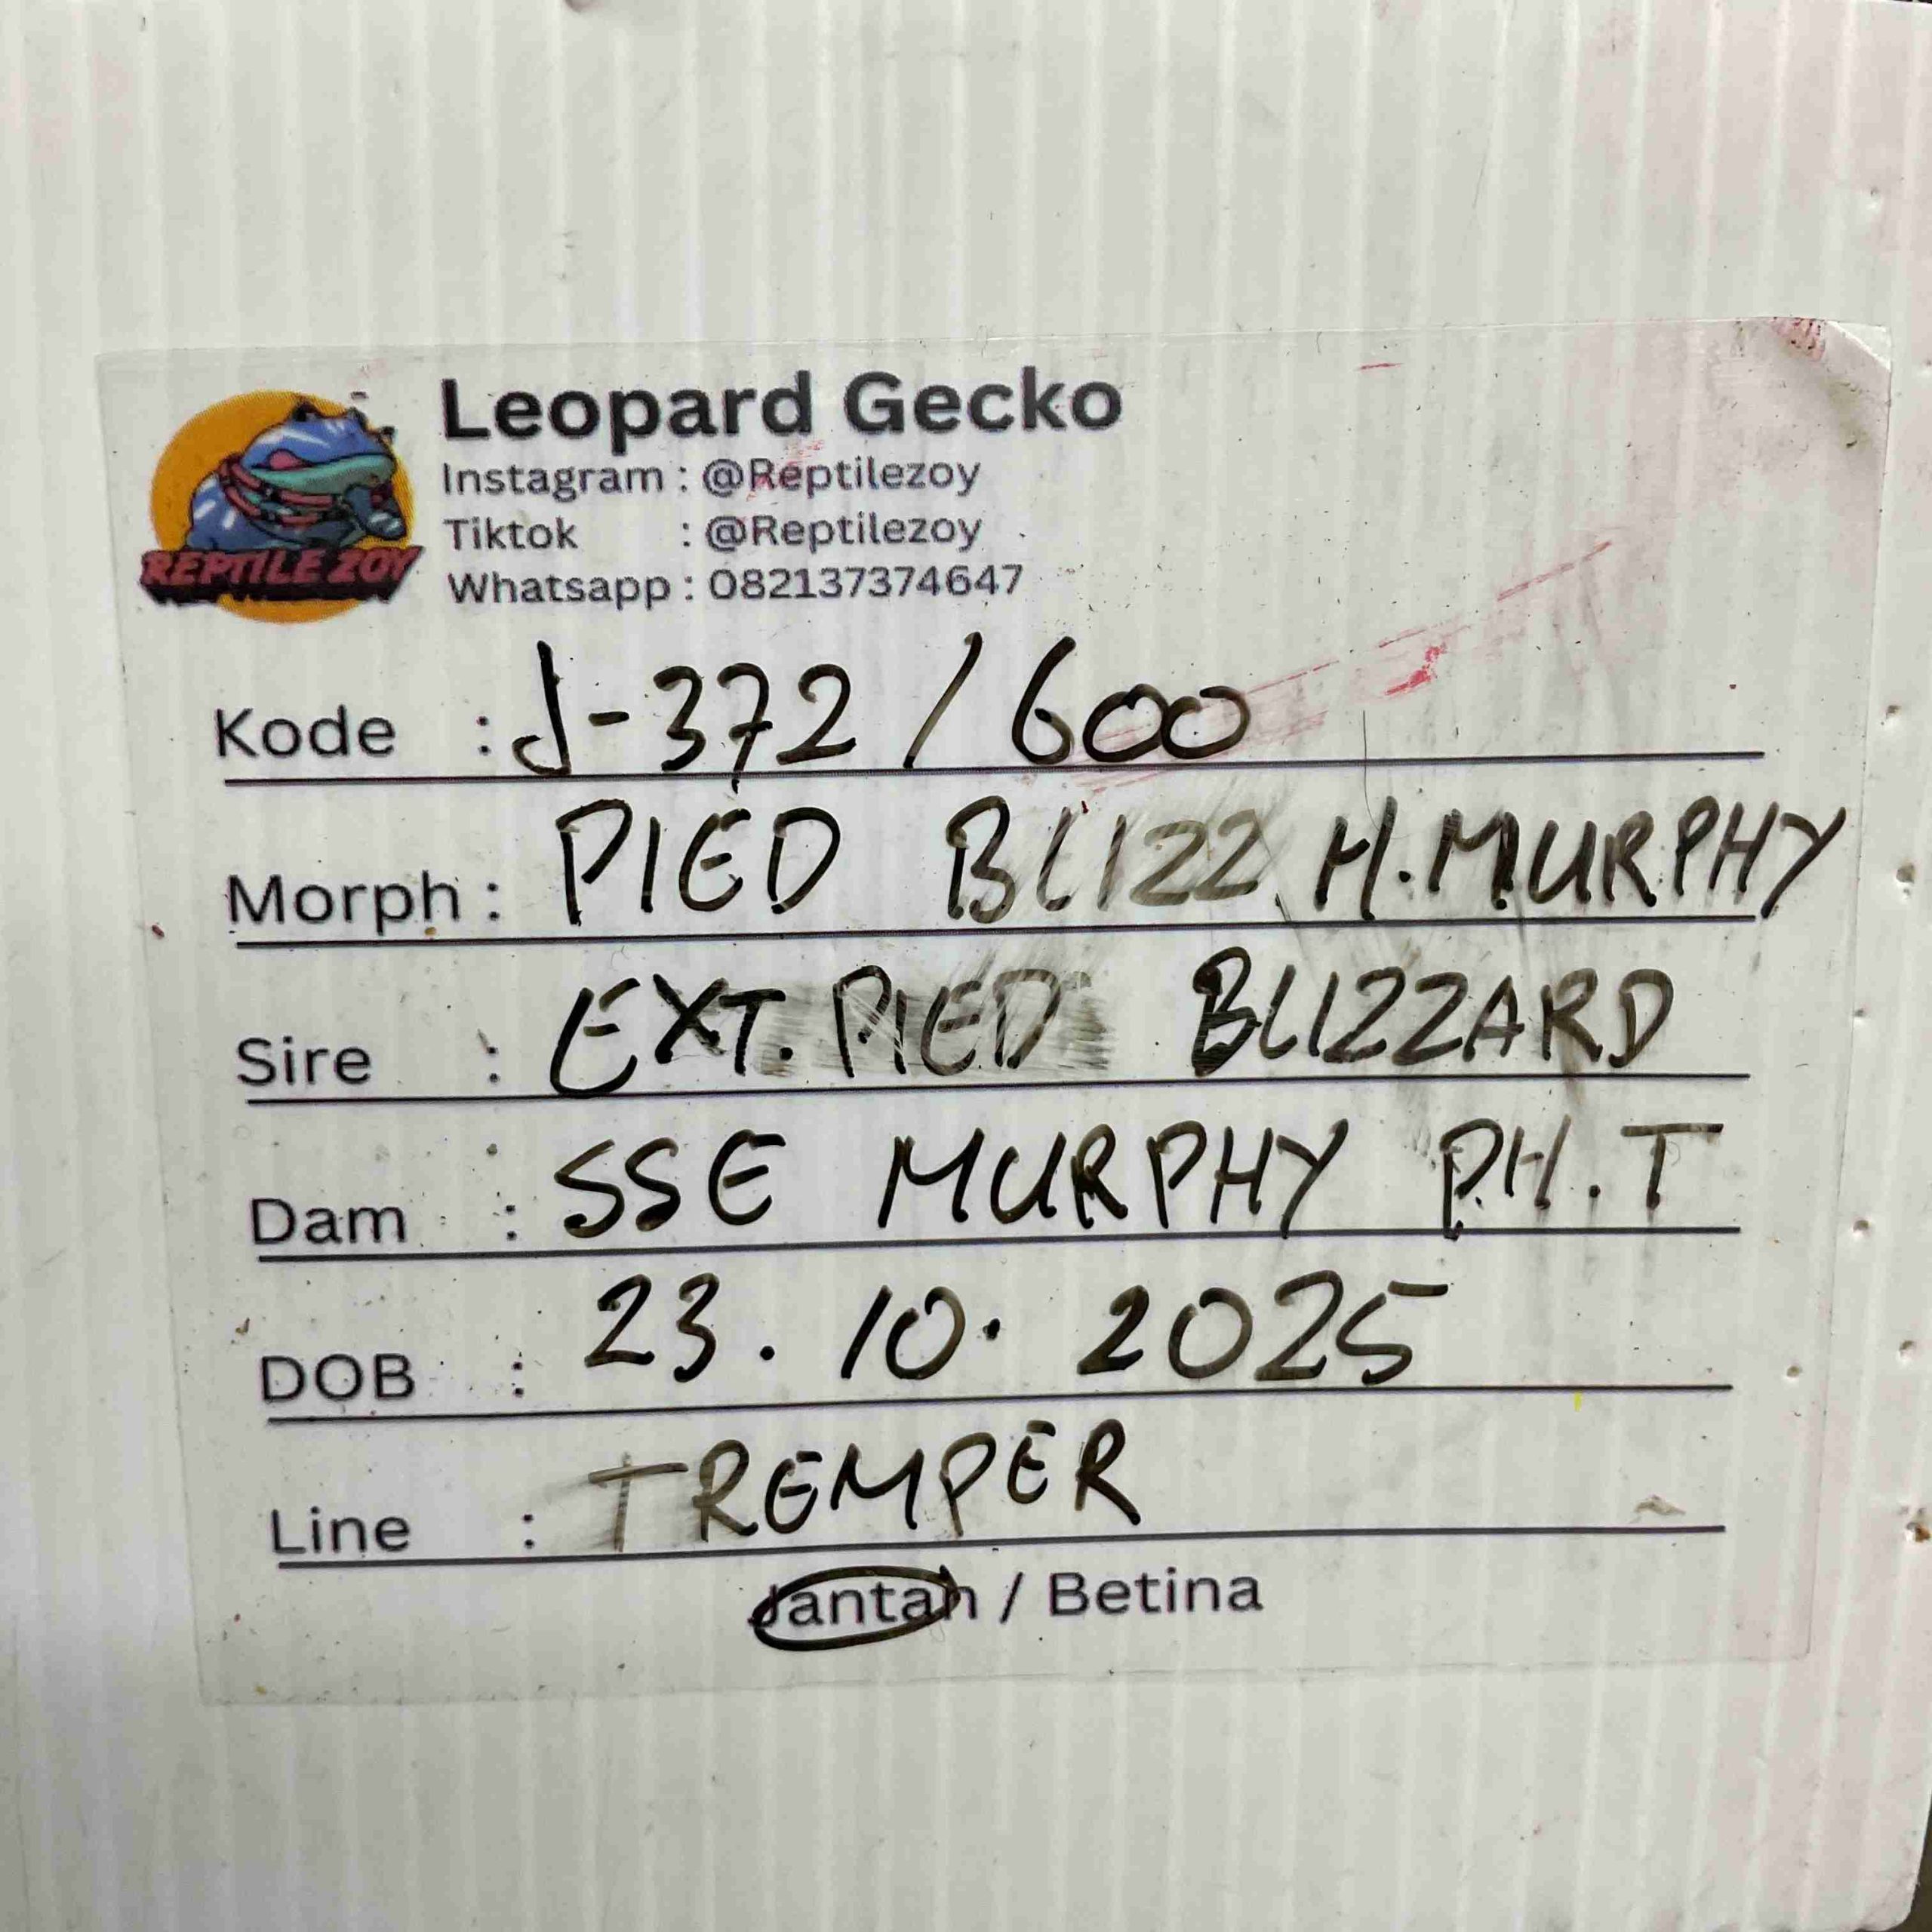 Leopard Gecko
Instagram : @Reptilezoy
Tiktok : @Reptilezoy
Whatsapp : 082137374647
REPTILE ZOY
Kode : J-372 / 600
Morph : PIED BLIZZ H.MURPHY
Sire : EXT. PIED BLIZZARD
Dam : SSE MURPHY P.H.T
DOB : 23. 10. 2025
Line : TREMPER
Jantan / Betina